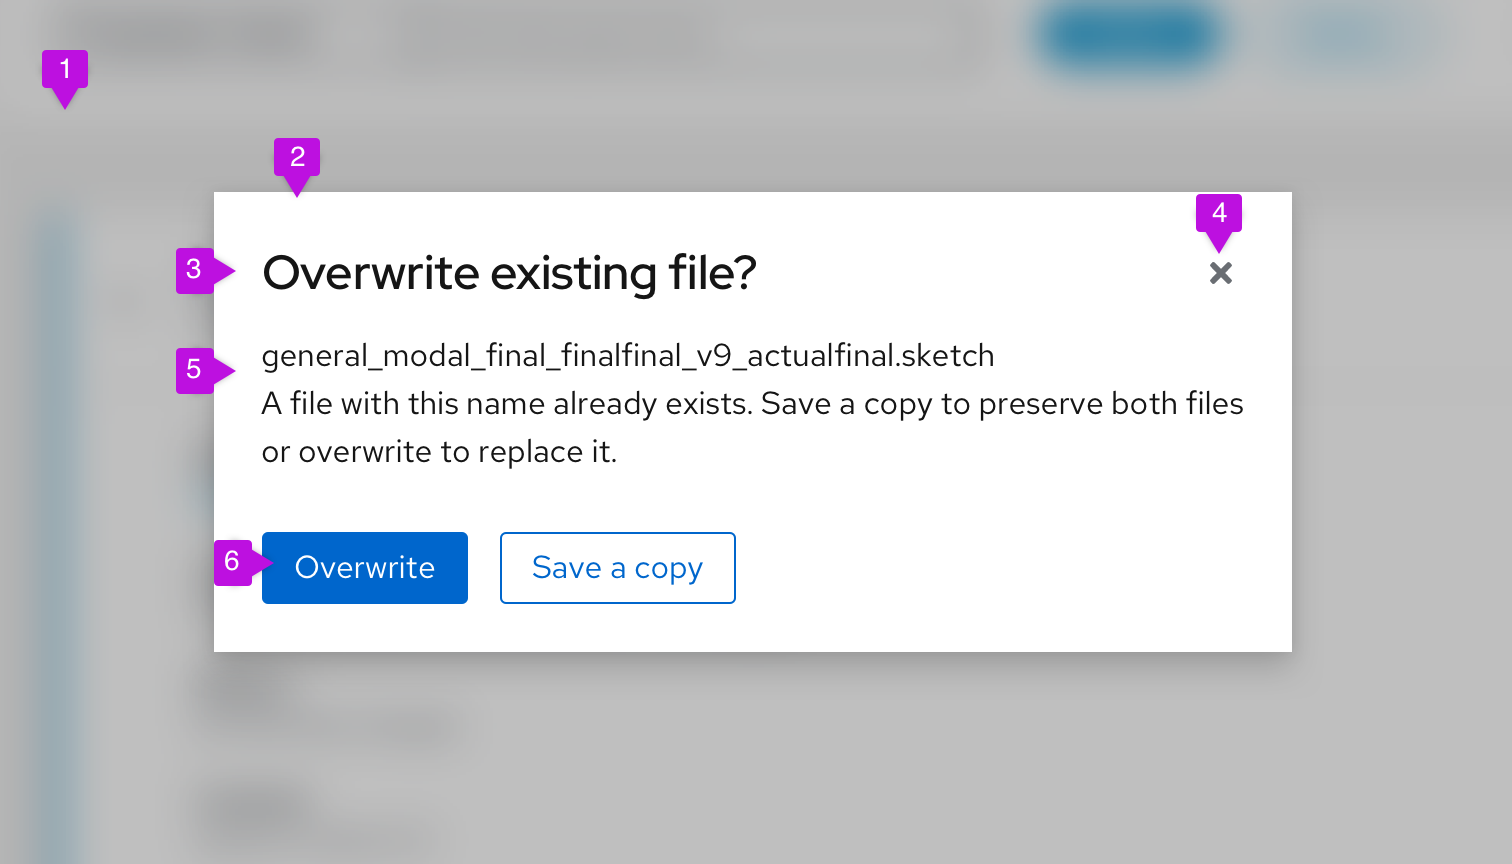 1
2
4
3 Overwrite existing file?
5 general_modal_final_finalfinal_v9_actualfinal.sketch
A file with this name already exists. Save a copy to preserve both files
or overwrite to replace it.
6 Overwrite Save a copy